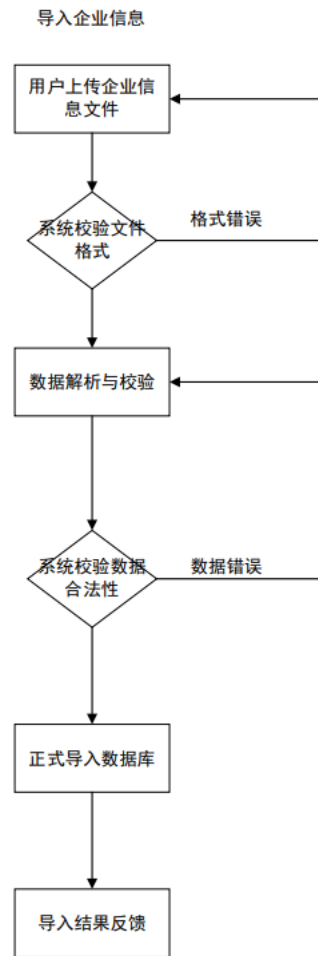 导入企业信息
用户上传企业信
息文件
系统校验文件
格式
格式错误
数据解析与校验
系统校验数据
合法性
数据错误
正式导入数据库
导入结果反馈